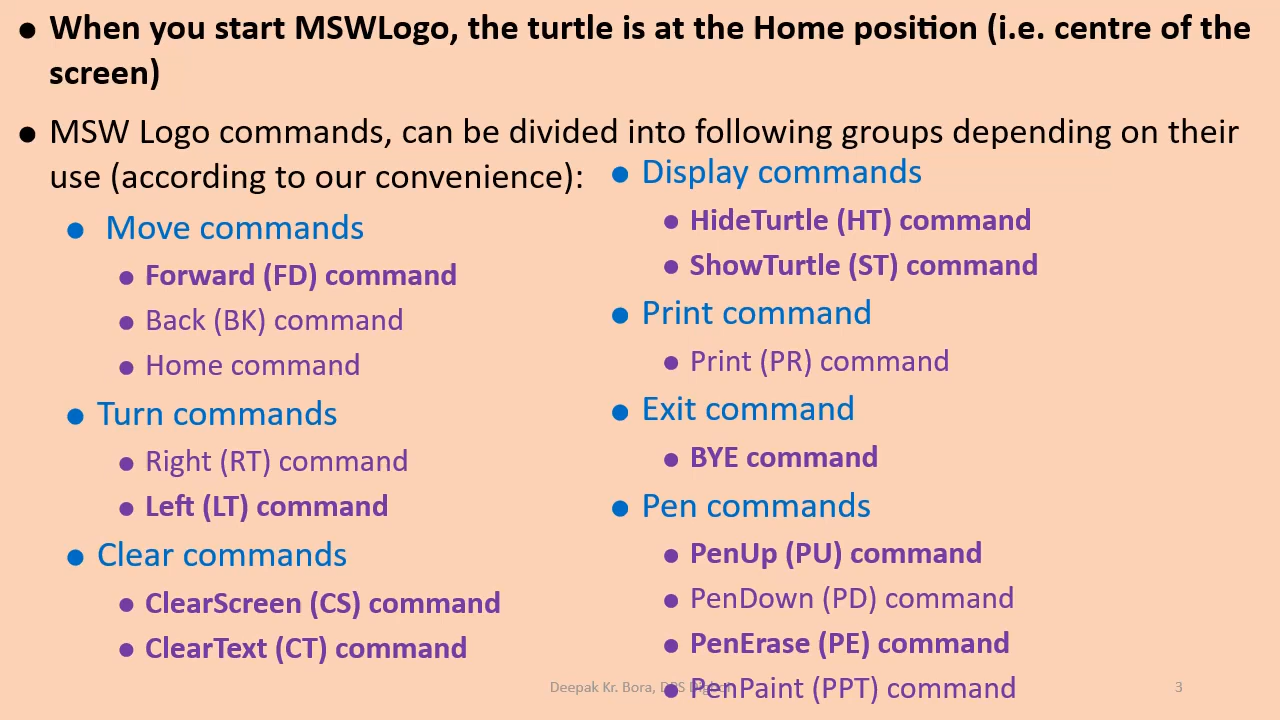 When you start MSWLogo, the turtle is at the Home position (i.e. centre of the
screen)
MSW Logo commands, can be divided into following groups depending on their
use (according to our convenience):
Move commands
Forward (FD) command
Back (BK) command
Home command
Turn commands
Right (RT) command
Left (LT) command
Clear commands
ClearScreen (CS) command
ClearText (CT) command
Display commands
HideTurtle (HT) command
ShowTurtle (ST) command
Print command
Print (PR) command
Exit command
BYE command
Pen commands
PenUp (PU) command
PenDown (PD) command
PenErase (PE) command
PenPaint (PPT) command
Deepak Kr. Bora,
3